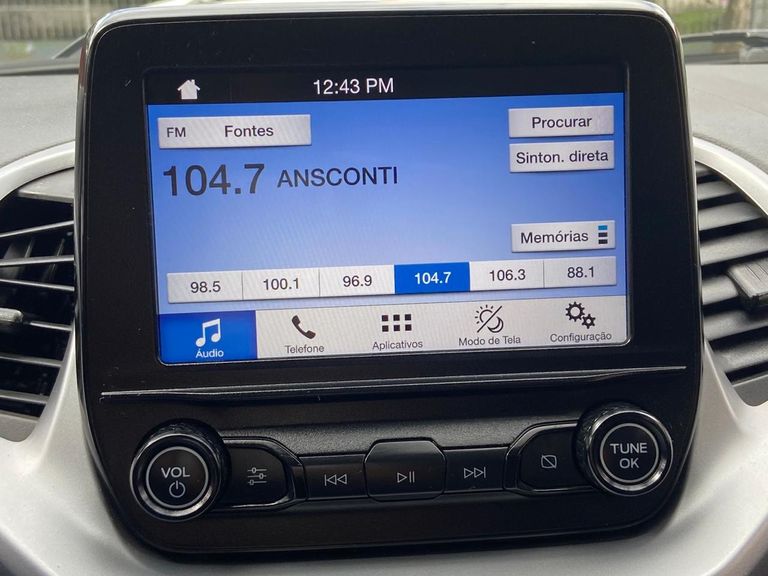 12:43 PM
FM Fontes
Procurar
Sinton. direta
104.7 ANSCONTI
Memórias
98.5 100.1 96.9 104.7 106.3 88.1
Áudio Telefone Aplicativos Modo de Tela Configuração
VOL
TUNE
OK